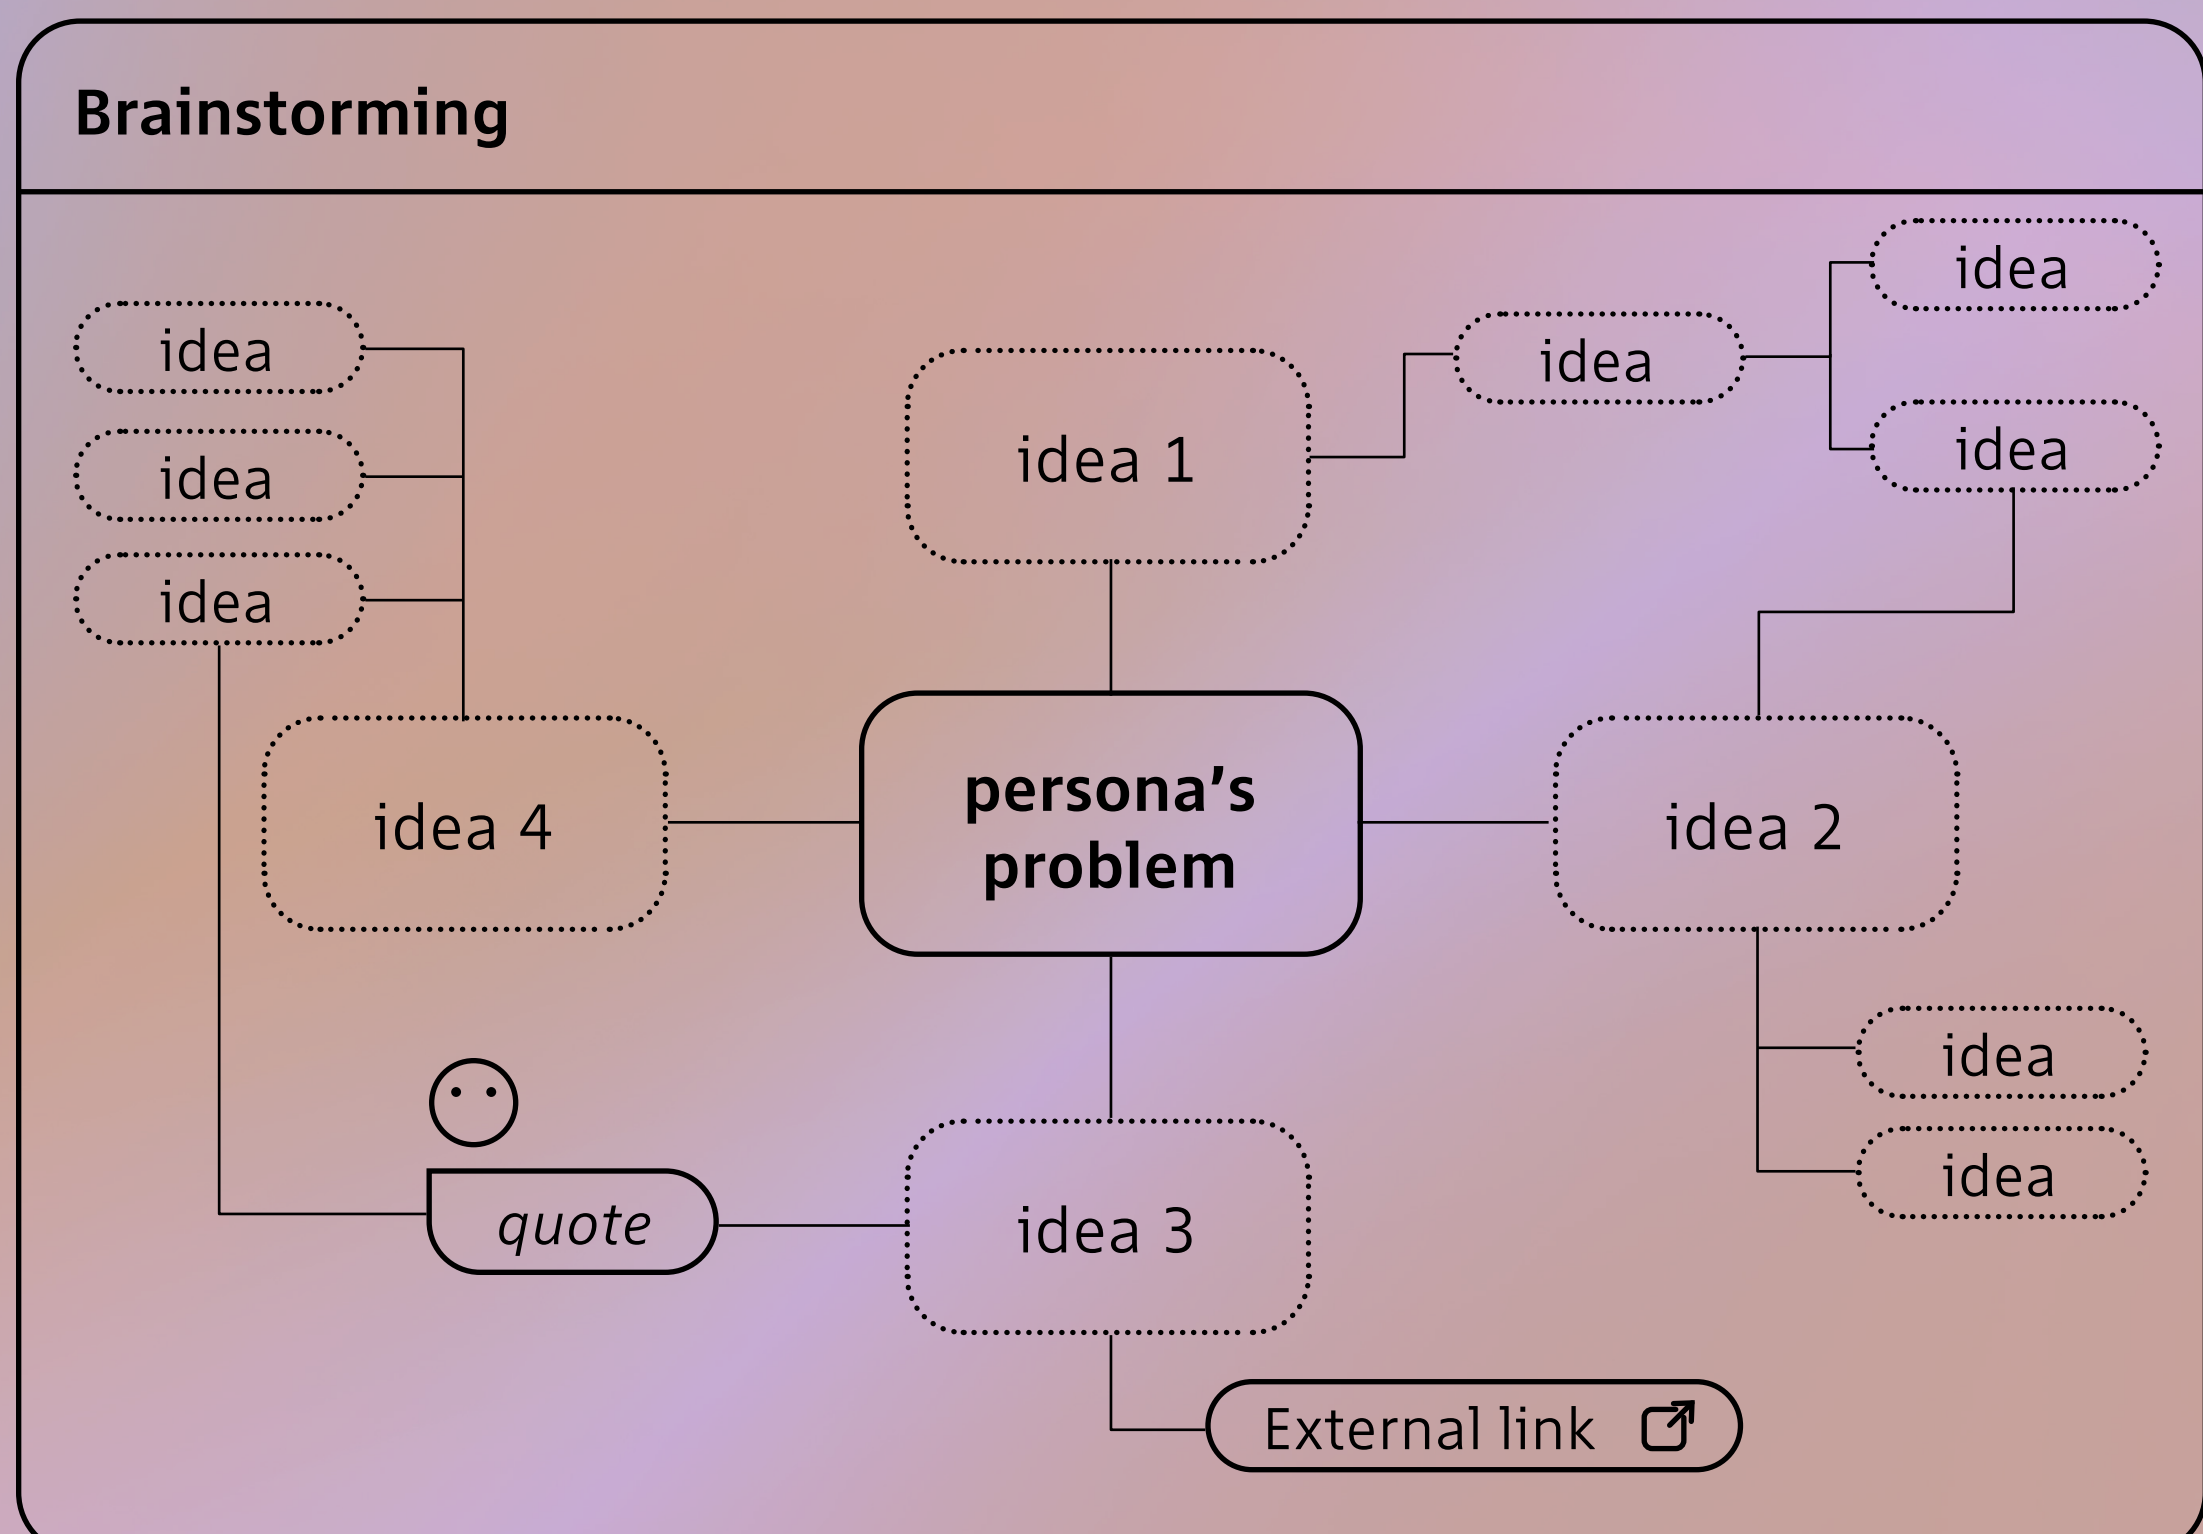 Brainstorming
idea
idea
idea
idea
idea
idea
idea 1
idea 4
persona’s
problem
idea 2
idea
idea
quote
idea 3
External link